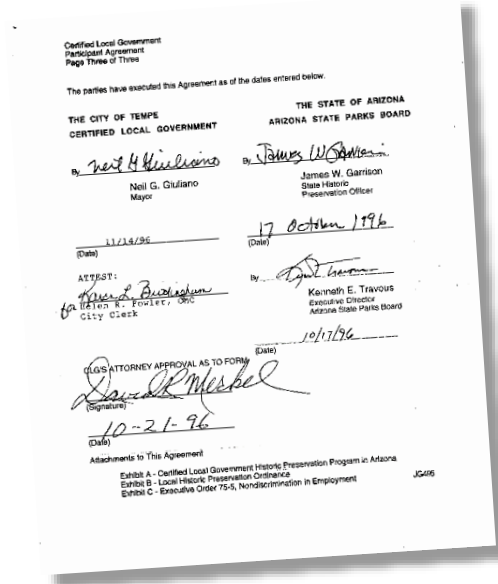 Certified Local Government
Participant Agreement
Page Three of Three
The parties have executed this Agreement as of the dates entered below.
THE CITY OF TEMPE
CERTIFIED LOCAL GOVERNMENT
THE STATE OF ARIZONA
ARIZONA STATE PARKS BOARD
By Neil G Giuliano
Neil G. Giuliano
Mayor
By James W Garrison
James W. Garrison
State Historic
Preservation Officer
11/14/96
(Date)
17 October 1996
(Date)
ATTEST:
Karen L. Birdingham
for Helen R. Fowler, CMC
City Clerk
By
Kenneth E. Travous
Executive Director
Arizona State Parks Board
10/17/96
(Date)
CLG'S ATTORNEY APPROVAL AS TO FORM
David R Merkel
(Signature)
10-21-96
(Date)
Attachments to This Agreement
Exhibit A - Certified Local Government Historic Preservation Program in Arizona
Exhibit B - Local Historic Preservation Ordinance
Exhibit C - Executive Order 75-5, Nondiscrimination in Employment
JG495